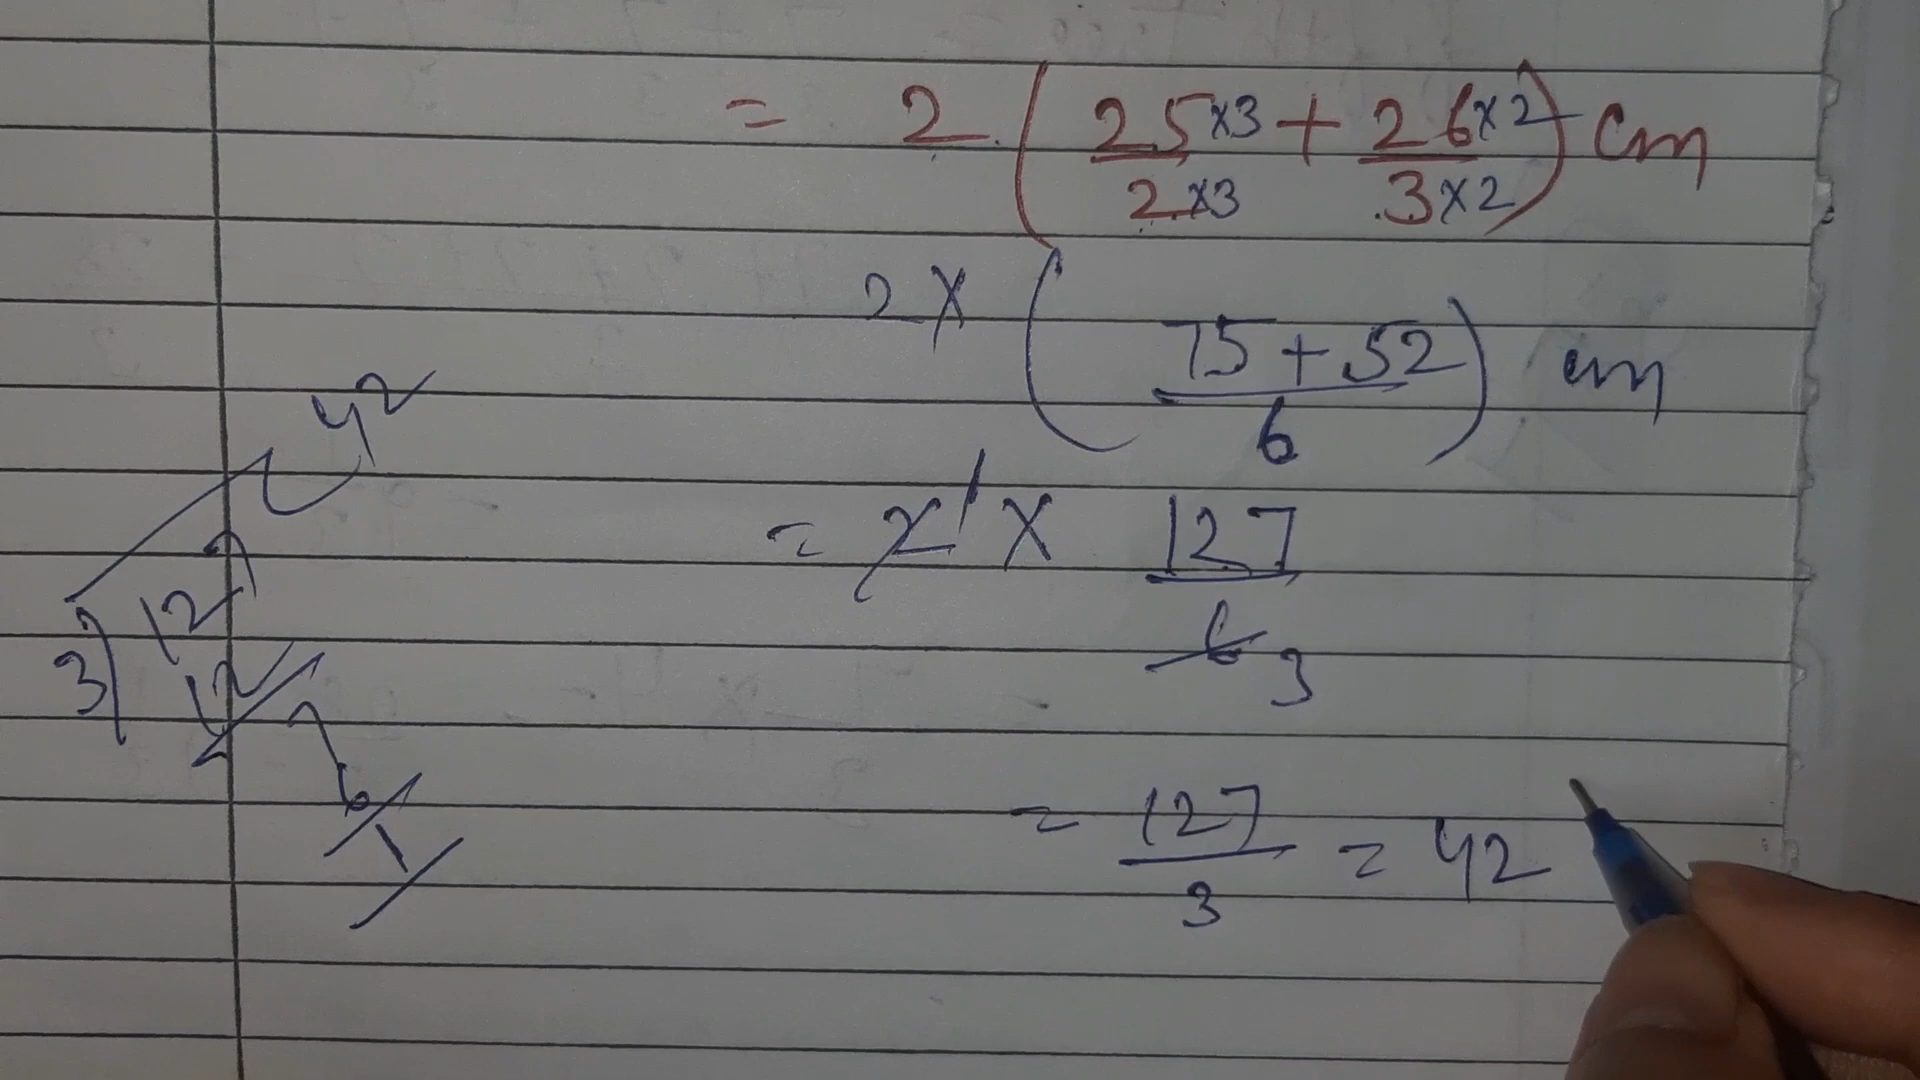 = 2 (25×3/2×3 + 26×2/3×2) cm
2 × (75 + 52/6) cm
= 2 1 × 127/6 3
= 127/3 = 42
42
3) 127
12
6
1